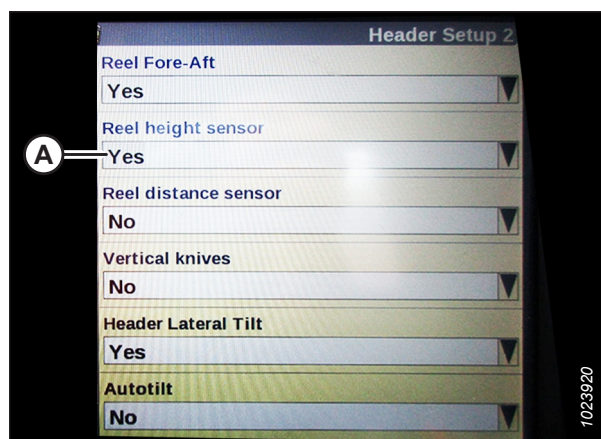 Header Setup 2
Reel Fore-Aft
Yes
Reel height sensor
A
Yes
Reel distance sensor
No
Vertical knives
No
Header Lateral Tilt
Yes
Autotilt
No
1023920